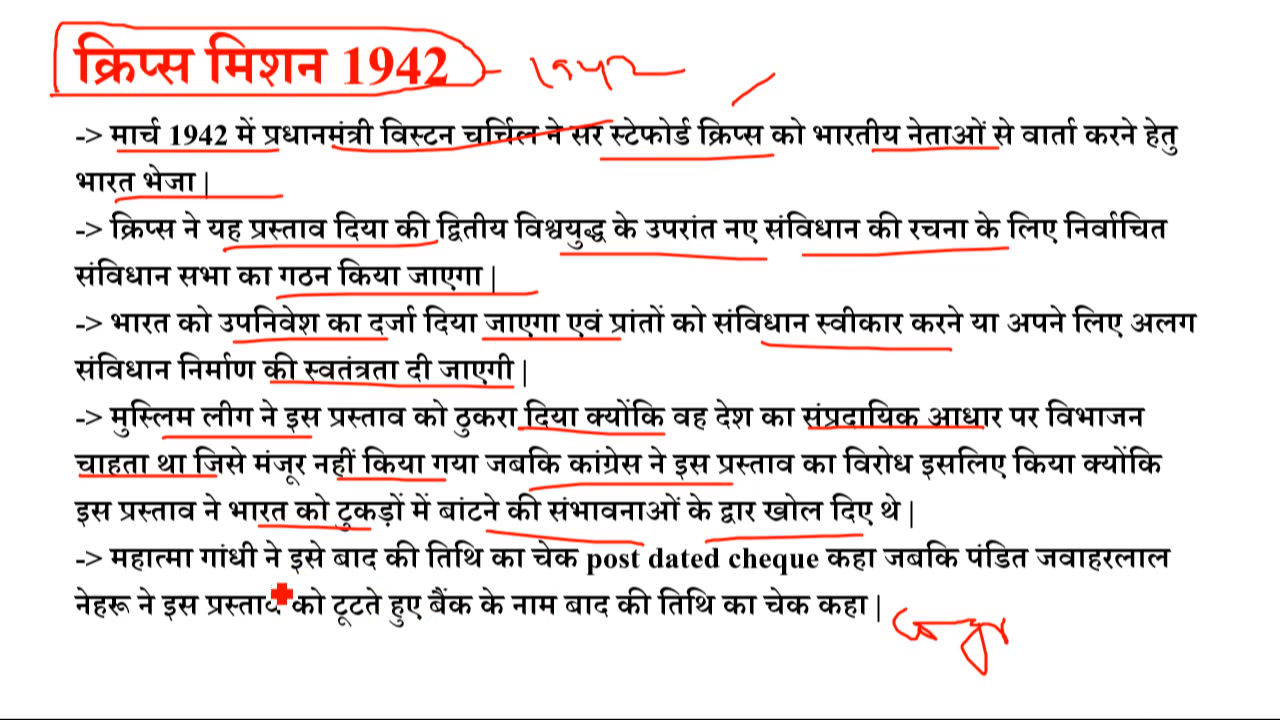 क्रिप्स मिशन 1942 - 1942
-> मार्च 1942 में प्रधानमंत्री विस्टन चर्चिल ने सर स्टेफोर्ड क्रिप्स को भारतीय नेताओं से वार्ता करने हेतु
भारत भेजा |
-> क्रिप्स ने यह प्रस्ताव दिया की द्वितीय विश्वयुद्ध के उपरांत नए संविधान की रचना के लिए निर्वाचित
संविधान सभा का गठन किया जाएगा |
-> भारत को उपनिवेश का दर्जा दिया जाएगा एवं प्रांतों को संविधान स्वीकार करने या अपने लिए अलग
संविधान निर्माण की स्वतंत्रता दी जाएगी |
-> मुस्लिम लीग ने इस प्रस्ताव को ठुकरा दिया क्योंकि वह देश का संप्रदायिक आधार पर विभाजन
चाहता था जिसे मंजूर नहीं किया गया जबकि कांग्रेस ने इस प्रस्ताव का विरोध इसलिए किया क्योंकि
इस प्रस्ताव ने भारत को टुकड़ों में बांटने की संभावनाओं के द्वार खोल दिए थे |
-> महात्मा गांधी ने इसे बाद की तिथि का चेक post dated cheque कहा जबकि पंडित जवाहरलाल
नेहरू ने इस प्रस्ताव को टूटते हुए बैंक के नाम बाद की तिथि का चेक कहा |